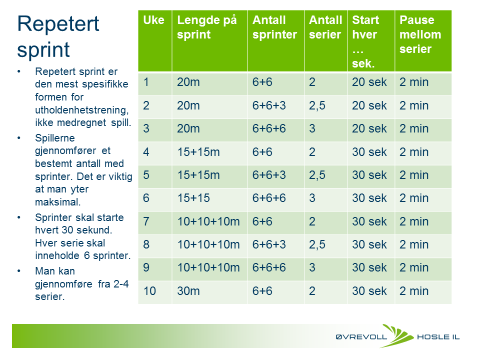 Repetert
sprint
• Repetert sprint er
den mest spesifikke
formen for
utholdenhetstrening,
ikke medregnet spill.
• Spillerne
gjennomfører et
bestemt antall med
sprinter. Det er viktig
at man yter
maksimal.
• Sprinter skal starte
hvert 30 sekund.
Hver serie skal
inneholde 6 sprinter.
• Man kan
gjennomføre fra 2-4
serier.
Uke Lengde på sprint Antall sprinter Antall serier Start hver … sek. Pause mellom serier
1 20m 6+6 2 20 sek 2 min
2 20m 6+6+3 2,5 20 sek 2 min
3 20m 6+6+6 3 20 sek 2 min
4 15+15m 6+6 2 30 sek 2 min
5 15+15m 6+6+3 2,5 30 sek 2 min
6 15+15 6+6+6 3 30 sek 2 min
7 10+10+10m 6+6 2 30 sek 2 min
8 10+10+10m 6+6+3 2,5 30 sek 2 min
9 10+10+10m 6+6+6 3 30 sek 2 min
10 30m 6+6 2 30 sek 2 min
ØVREVOLL HOSLE IL